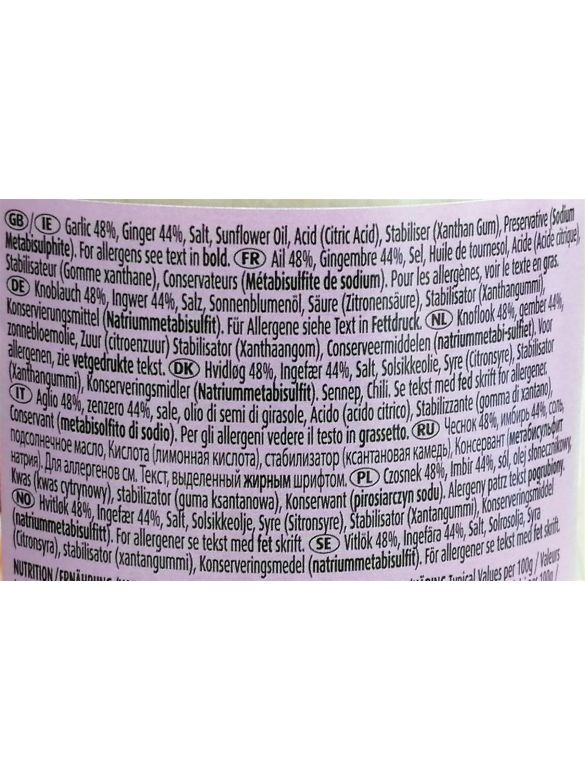 GB/IE Garlic 48%, Ginger 44%, Salt, Sunflower Oil, Acid (Citric Acid), Stabiliser (Xanthan Gum), Preservative (Sodium
Metabisulphite). For allergens see text in bold. FR Ail 48%, Gingembre 44%, Sel, Huile de tournesol, Acide (Acide citrique),
Stabilisateur (Gomme xanthane), Conservateurs (Métabisulfite de sodium). Pour les allergènes, voir le texte en gras.
DE Knoblauch 48%, Ingwer 44%, Salz, Sonnenblumenöl, Säure (Zitronensäure), Stabilisator (Xanthangummi),
Konservierungsmittel (Natriummetabisulfit). Für Allergene siehe Text in Fettdruck. NL Knoflook 48%, gember 44%,
zonnebloemolie, Zuur (citroenzuur) Stabilisator (Xanthaangom), Conserveermiddelen (natriummetabi-sulfiet). Voor
allergenen, zie vetgedrukte tekst. DK Hvidløg 48%, Ingefær 44%, Salt, Solsikkeolie, Syre (Citronsyre), Stabilisator
(Xanthangummi), Konserveringsmidler (Natriummetabisulfit). Sennep, Chili. Se tekst med fed skrift for allergener.
IT Aglio 48%, zenzero 44%, sale, olio di semi di girasole, Acido (acido citrico), Stabilizzante (gomma di xantano),
Conservant (metabisolfito di sodio). Per gli allergeni vedere il testo in grassetto. RU Чеснок 48%, имбирь 44%, соль,
подсолнечное масло, Кислота (лимонная кислота), стабилизатор (ксантановая камедь). Консервант (метабисульфит
натрия). Для аллергенов см. Текст, выделенный жирным шрифтом. PL Czosnek 48%, Imbir 44%, sól, olej słonecznikowy,
kwas (kwas cytrynowy), stabilizator (guma ksantanowa), Konserwant (pirosiarczyn sodu). Alergeny patrz tekst pogrubiony.
NO Hvitløk 48%, Ingefær 44%, Salt, Solsikkeolje, Syre (Sitronsyre), Stabilisator (Xantangummi), Konserveringsmiddel
(natriummetabisulfitt). For allergener se tekst med fet skrift. SE Vitlök 48%, Ingefära 44%, Salt, Solrosolja, Syra
(Citronsyra), stabilisator (xantangummi), Konserveringsmedel (natriummetabisulfit). För allergener se tekst med fet skrift.
NUTRITION Typical Values per 100g / Valeurs